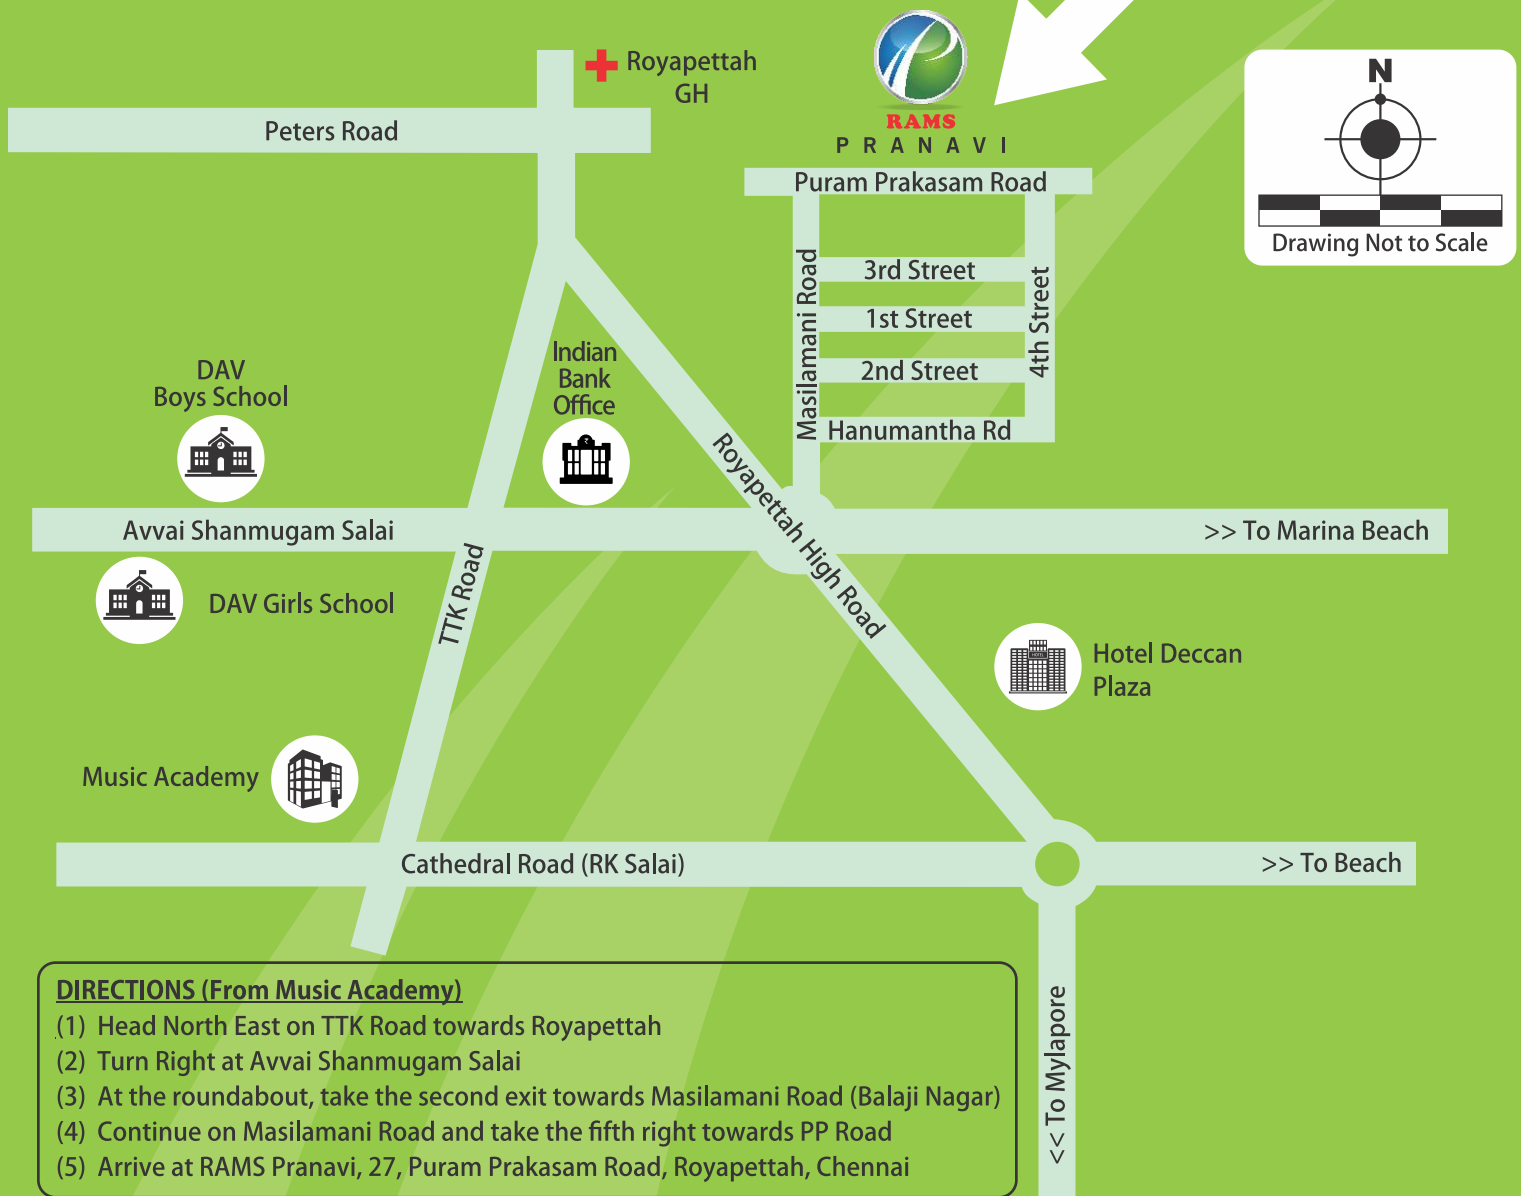 Royapettah
GH
RAMS
PRANAVI
N
Drawing Not to Scale
Peters Road
Puram Prakasam Road
Masilamani Road
3rd Street
1st Street
2nd Street
4th Street
Hanumantha Rd
DAV
Boys School
Indian
Bank
Office
Royapettah High Road
Avvai Shanmugam Salai
>> To Marina Beach
DAV Girls School
TTK Road
Hotel Deccan
Plaza
HOTEL
Music Academy
Cathedral Road (RK Salai)
>> To Beach
<< To Mylapore
DIRECTIONS (From Music Academy)
(1) Head North East on TTK Road towards Royapettah
(2) Turn Right at Avvai Shanmugam Salai
(3) At the roundabout, take the second exit towards Masilamani Road (Balaji Nagar)
(4) Continue on Masilamani Road and take the fifth right towards PP Road
(5) Arrive at RAMS Pranavi, 27, Puram Prakasam Road, Royapettah, Chennai